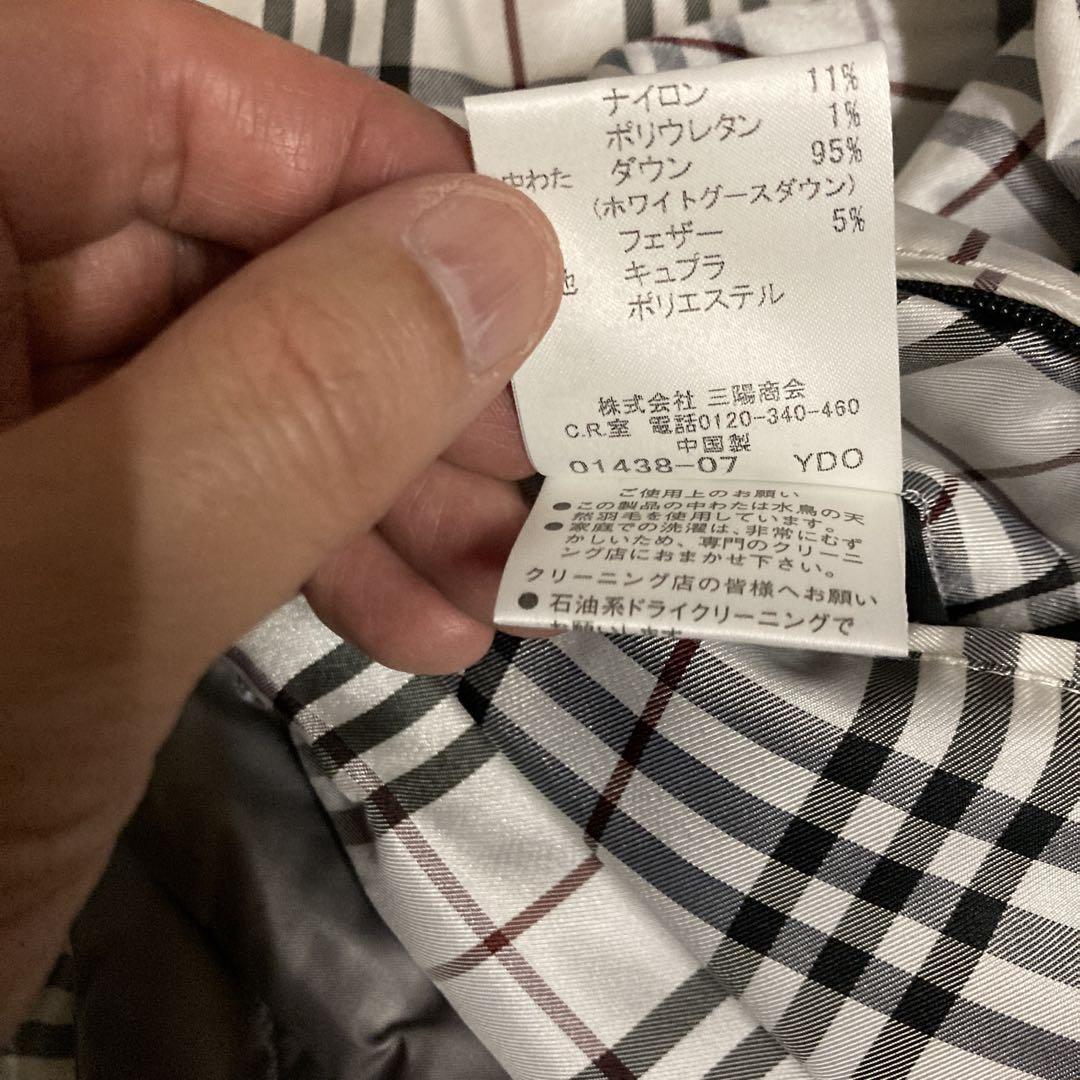 ナイロン 11%
ポリウレタン 1%
中わた ダウン 95%
(ホワイトグースダウン)
フェザー 5%
地 キュプラ
ポリエステル
株式会社 三陽商会
C.R.室 電話0120-340-460
中国製
01438-07 YDO
ご使用上のお願い
●この製品の中わたは水鳥の天
然羽毛を使用しています。
●家庭での洗濯は、非常にむず
かしいため、専門のクリーニ
ング店におまかせ下さい。
クリーニング店の皆様へお願い
●石油系ドライクリーニングで
お願いします